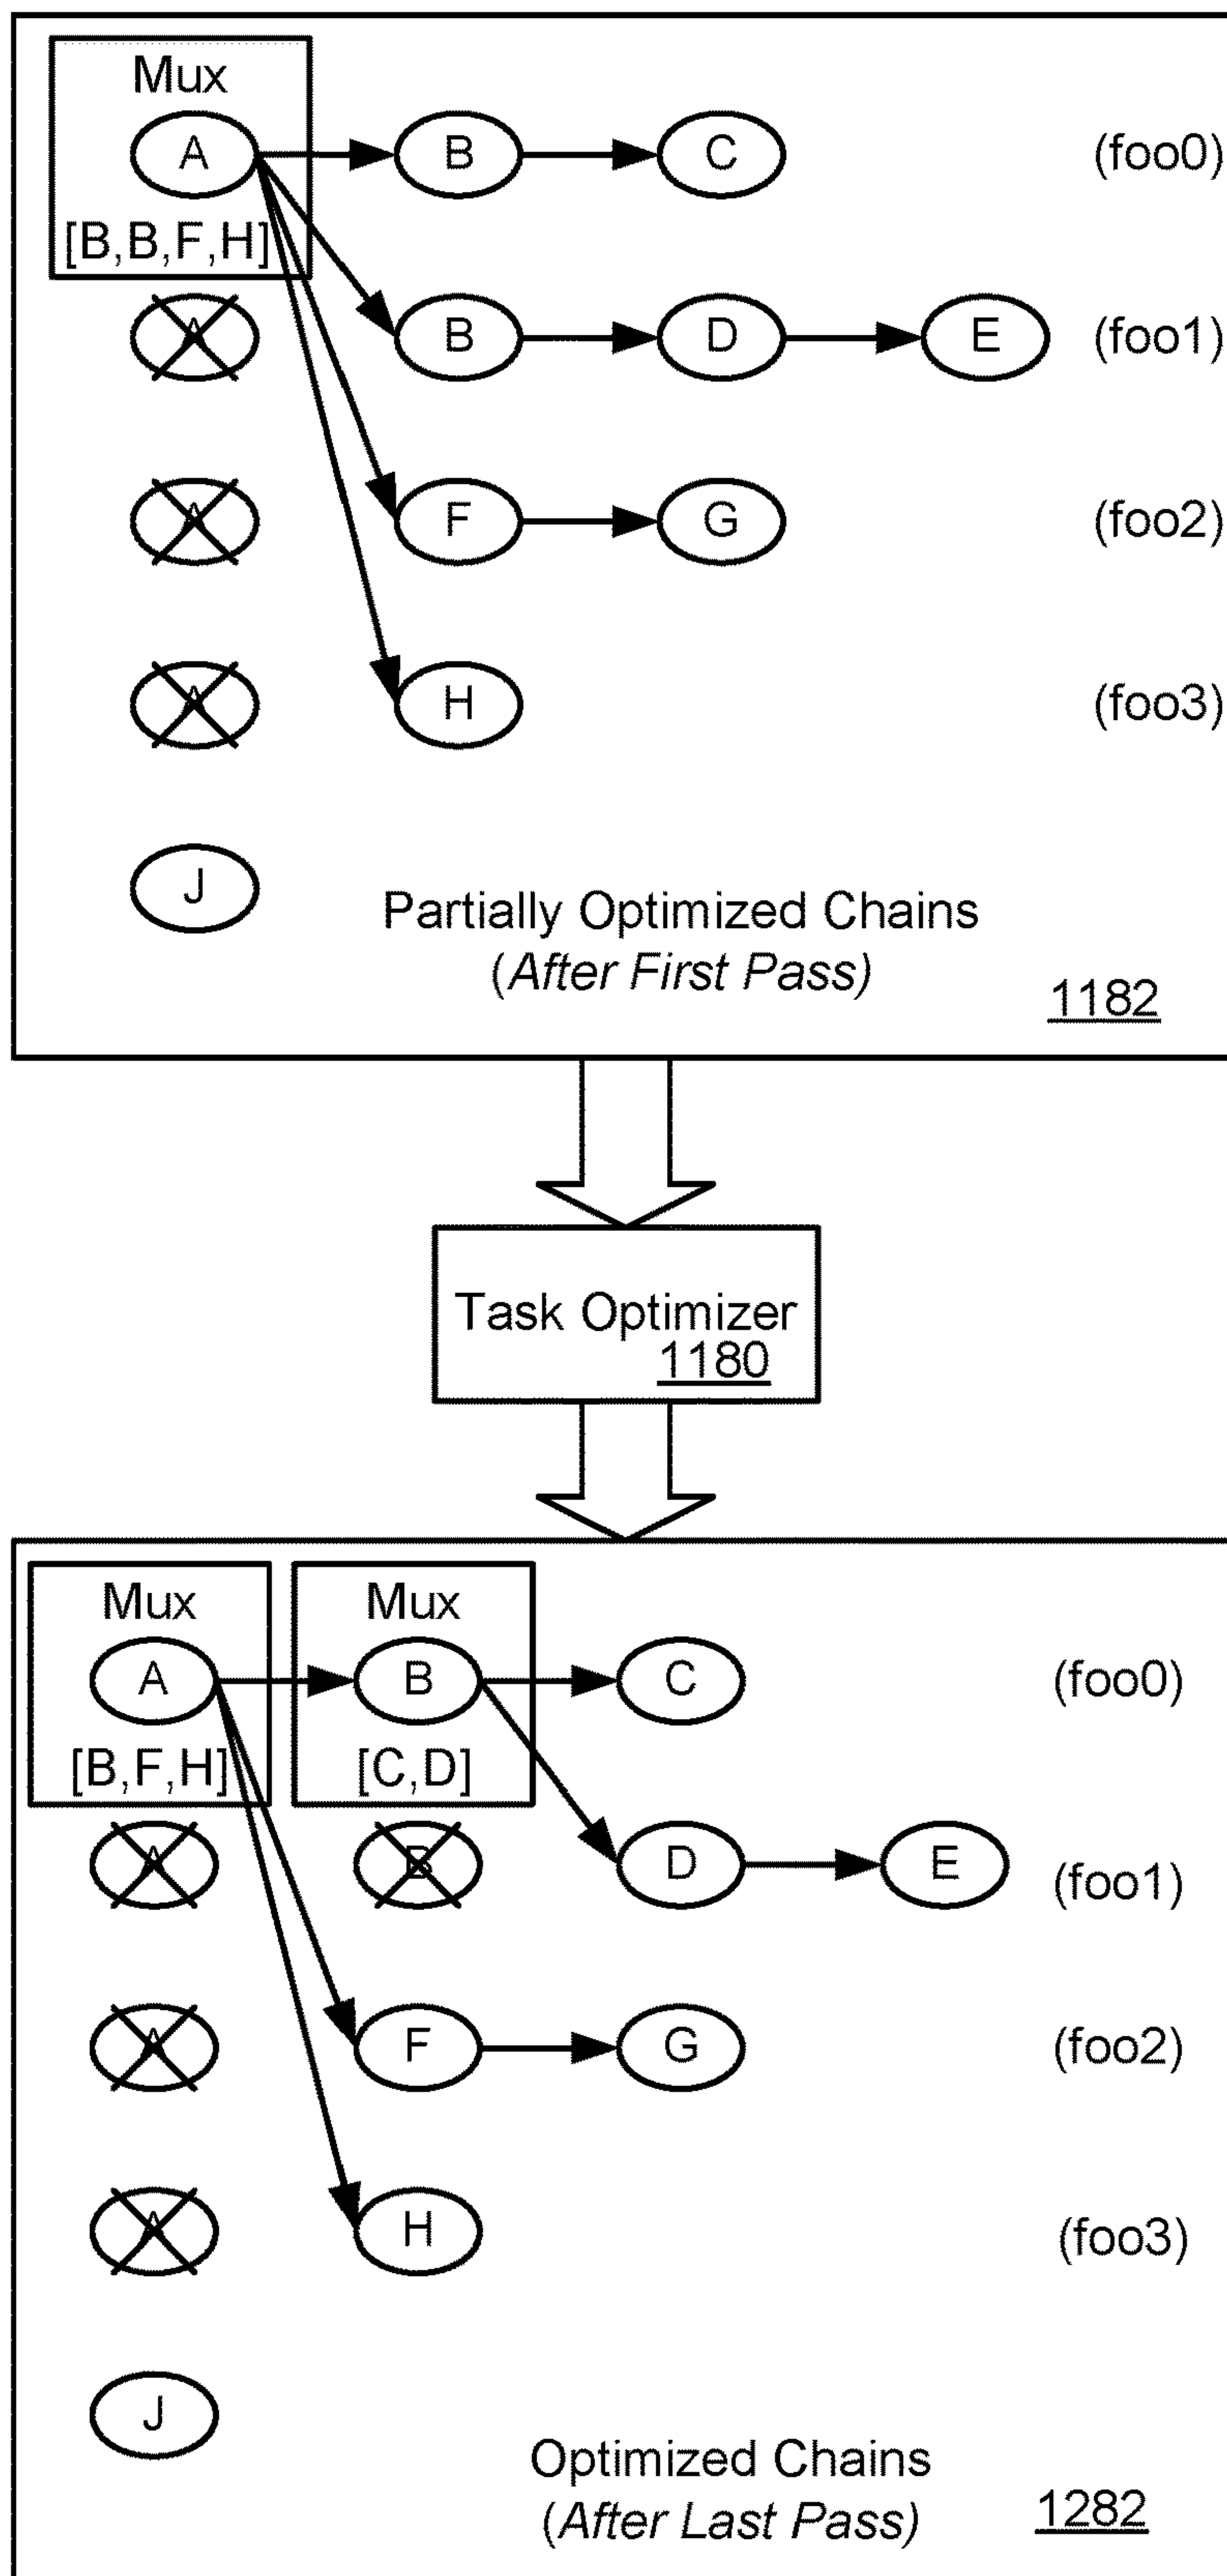 Mux
A B C (foo0)
[B,B,F,H]
A B D E (foo1)
A F G (foo2)
A H (foo3)
J
Partially Optimized Chains
(After First Pass)
1182
Task Optimizer
1180
Mux Mux
A B C (foo0)
[B,F,H] [C,D]
A B D E (foo1)
A F G (foo2)
A H (foo3)
J
Optimized Chains
(After Last Pass)
1282